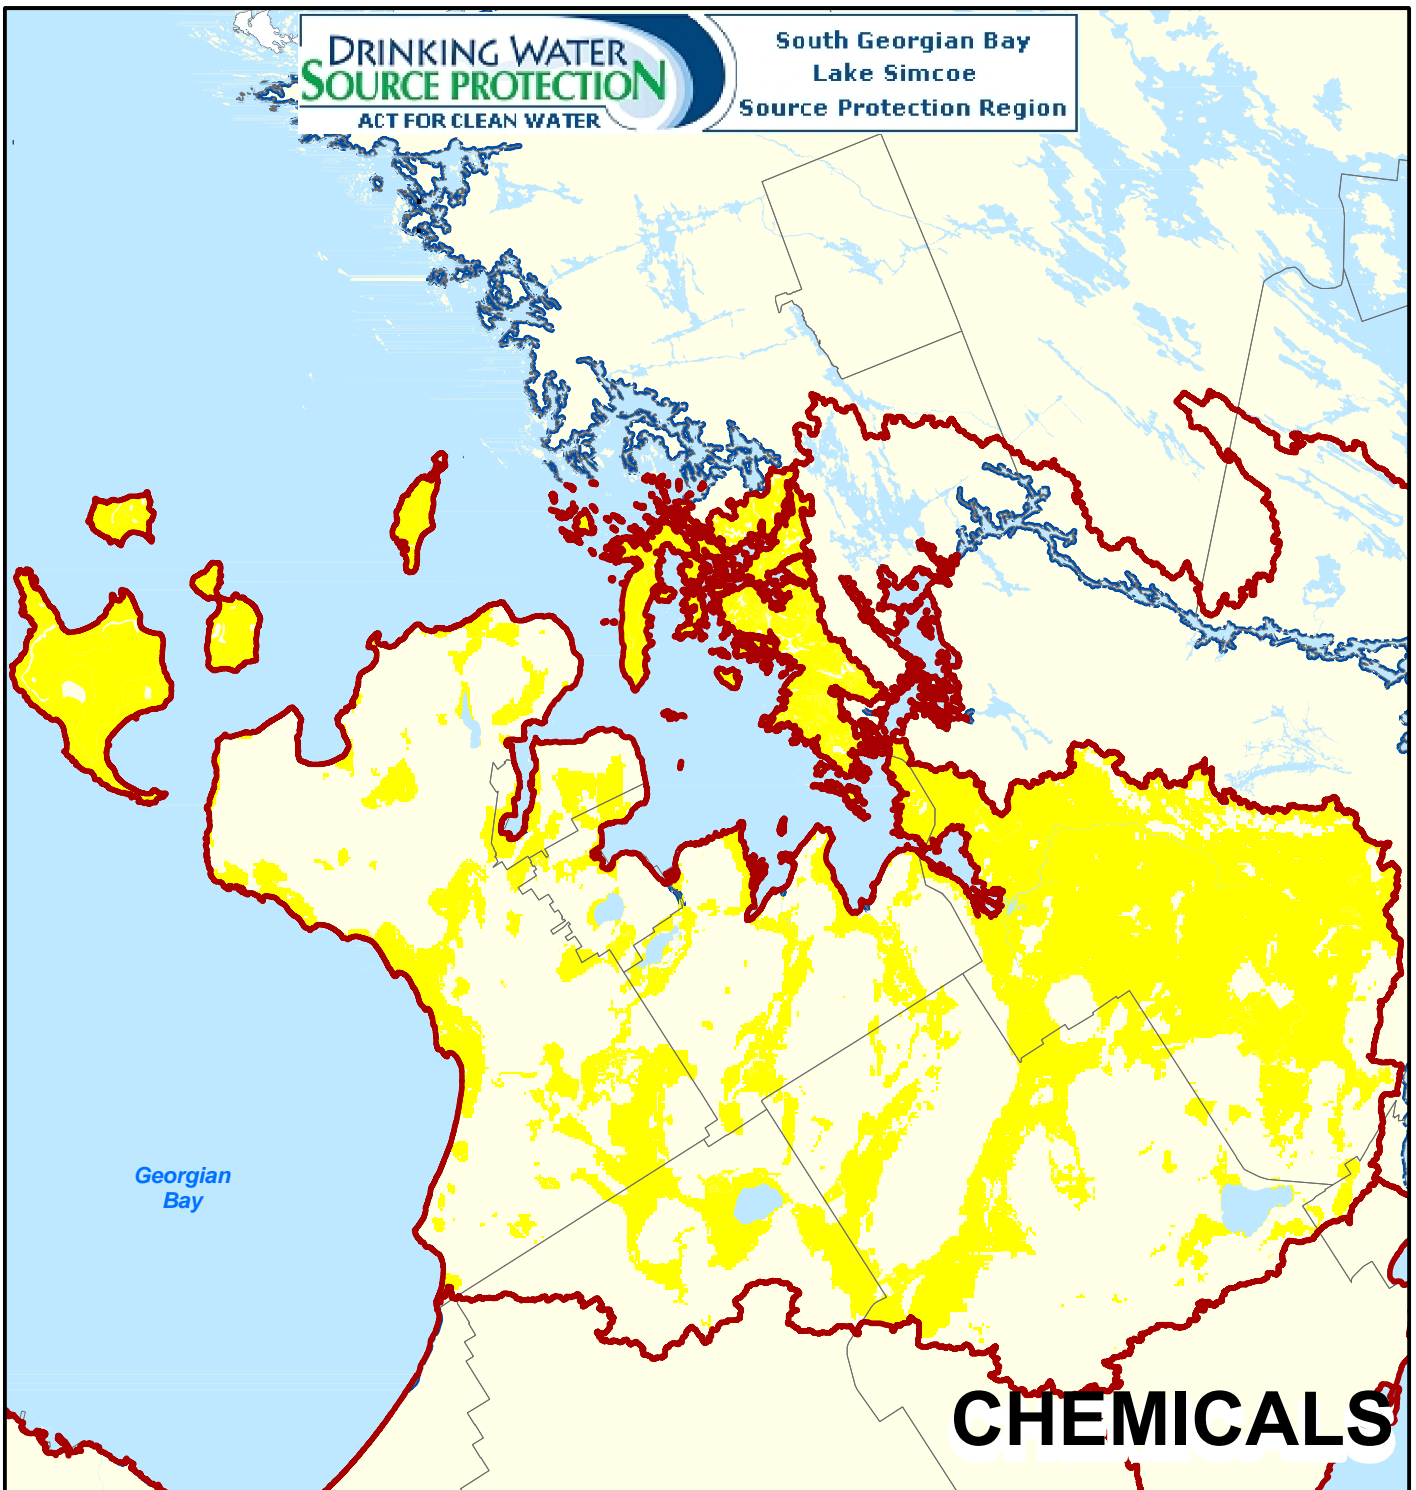 DRINKING WATER
SOURCE PROTECTION
ACT FOR CLEAN WATER
South Georgian Bay
Lake Simcoe
Source Protection Region
Georgian
Bay
CHEMICALS